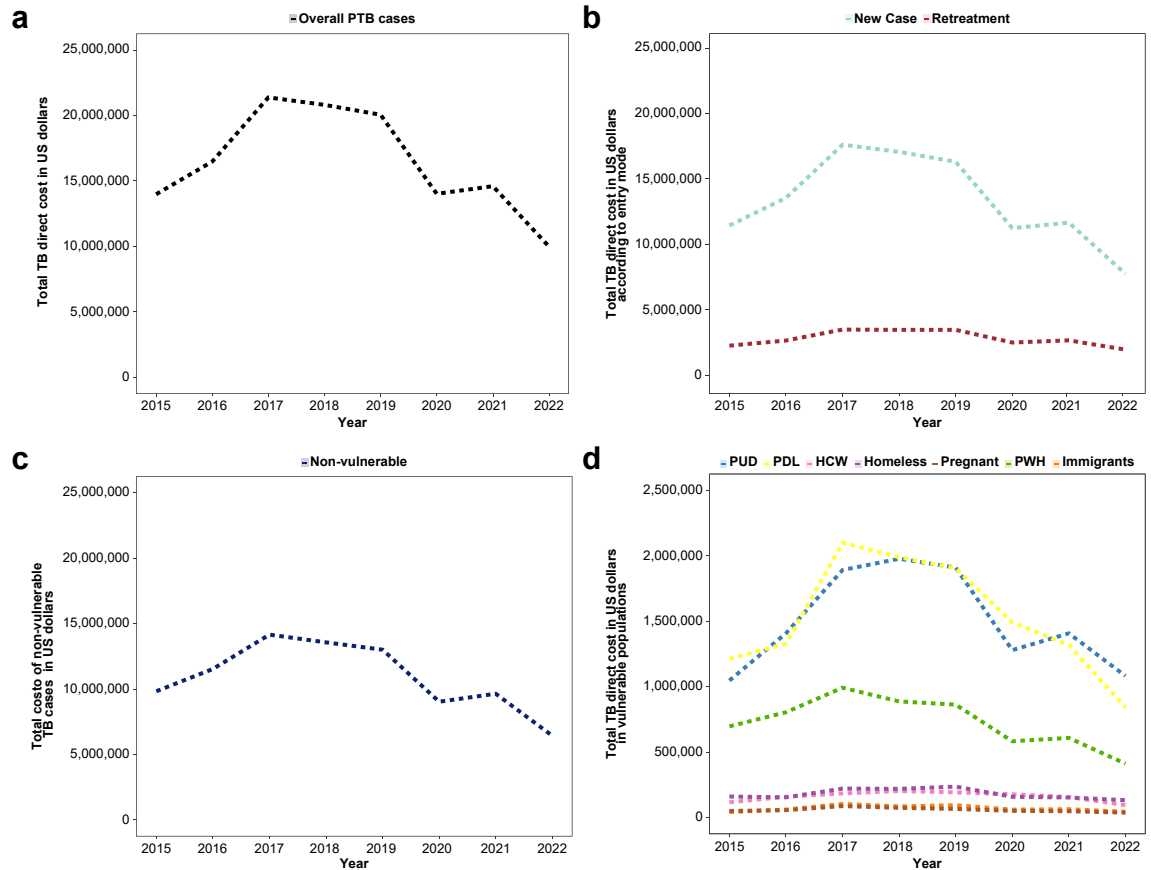 a
Overall PTB cases
25,000,000
20,000,000
15,000,000
10,000,000
5,000,000
0
Total TB direct cost in US dollars
2015 2016 2017 2018 2019 2020 2021 2022
Year
b
New Case Retreatment
25,000,000
20,000,000
15,000,000
10,000,000
5,000,000
0
Total TB direct cost in US dollars
according to entry mode
2015 2016 2017 2018 2019 2020 2021 2022
Year
c
Non-vulnerable
25,000,000
20,000,000
15,000,000
10,000,000
5,000,000
0
Total costo of non-vulnerable
TB cases in US dollars
2015 2016 2017 2018 2019 2020 2021 2022
Year
d
PUD PDL HCW Homeless Pregnant PWH Immigrants
2,500,000
2,000,000
1,500,000
1,000,000
500,000
0
Total TB direct cost in US dollars
in vulnerable populations
2015 2016 2017 2018 2019 2020 2021 2022
Year